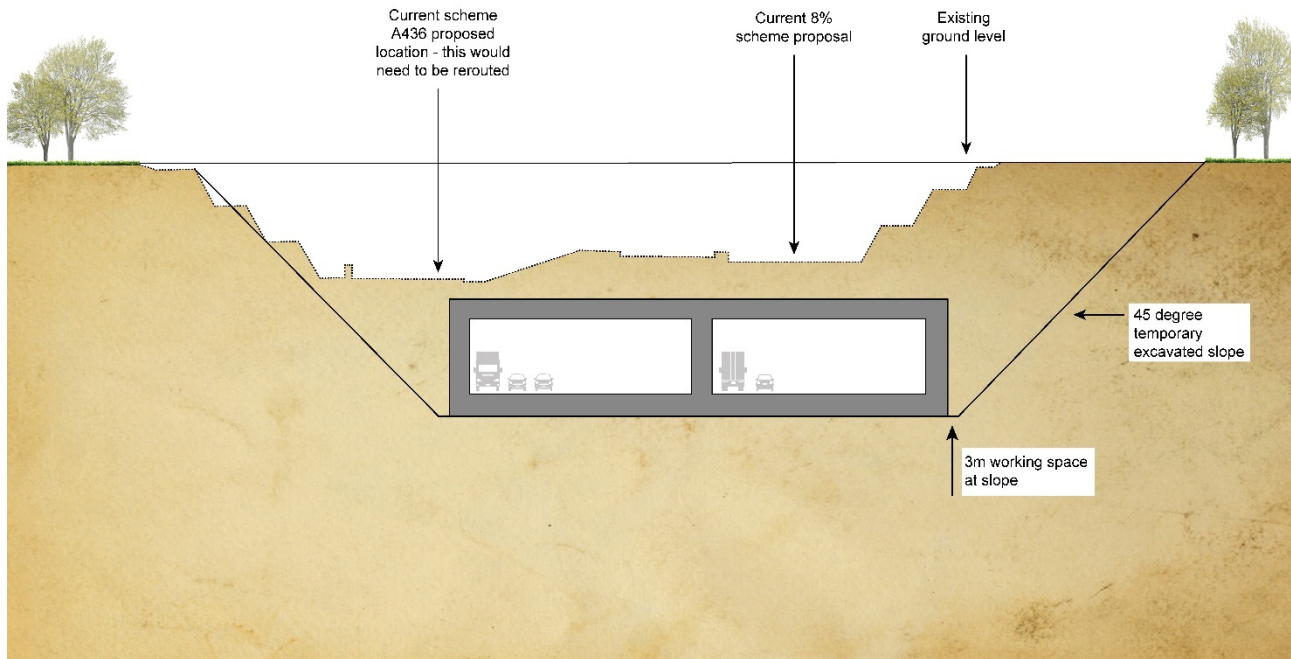 Current scheme
A436 proposed
location - this would
need to be rerouted
Current 8%
scheme proposal
Existing
ground level
45 degree
temporary
excavated slope
3m working space
at slope